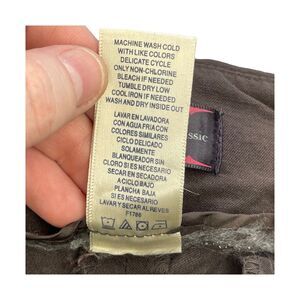 MACHINE WASH COLD
WITH LIKE COLORS
DELICATE CYCLE
ONLY NON-CHLORINE
BLEACH IF NEEDED
TUMBLE DRY LOW
COOL IRON IF NEEDED
WASH AND DRY INSIDE OUT
LAVAR EN LAVADORA
CON AGUA FRIA CON
COLORES SIMILARES
CICLO DELICADO
SOLAMENTE
BLANQUEADOR SIN
CLORO SI ES NECESARIO
SECAR EN SECADORA
A CICLO BAJO
PLANCHA BAJA
SI ES NECESARIO
LAVAR Y SECAR AL REVES
F1786
ssic